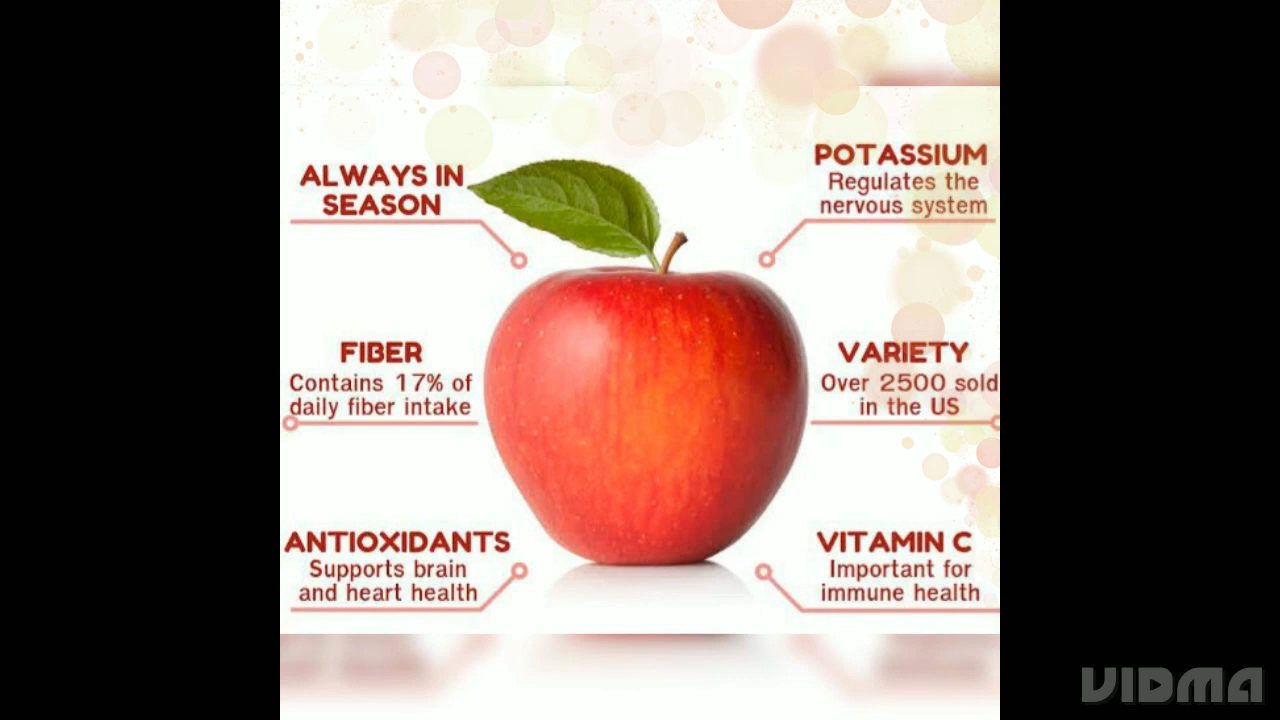 ALWAYS IN
SEASON
POTASSIUM
Regulates the
nervous system
FIBER
Contains 17% of
daily fiber intake
VARIETY
Over 2500 sold
in the US
ANTIOXIDANTS
Supports brain
and heart health
VITAMIN C
Important for
immune health
VIDMA